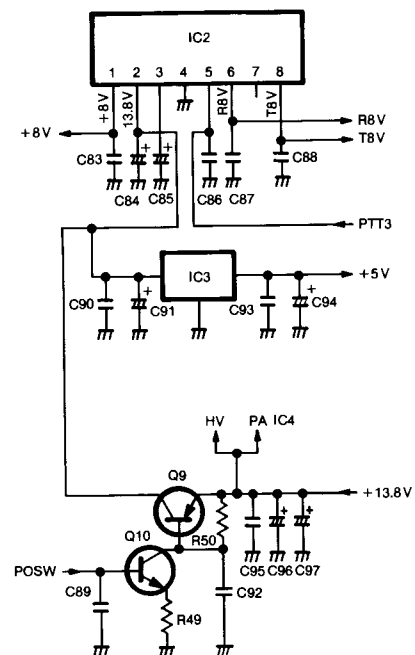 IC2
1 2 3 4 5 6 7 8
+8V 13.8V R8V T8V
R8V
+8V
T8V
C83 C88
C84 C85 C86 C87
PTT3
IC3
+5V
C90 C91 C93 C94
HV PA IC4
Q9
+13.8V
Q10
R50 C95 C96 C97
POSW
C89 R49 C92